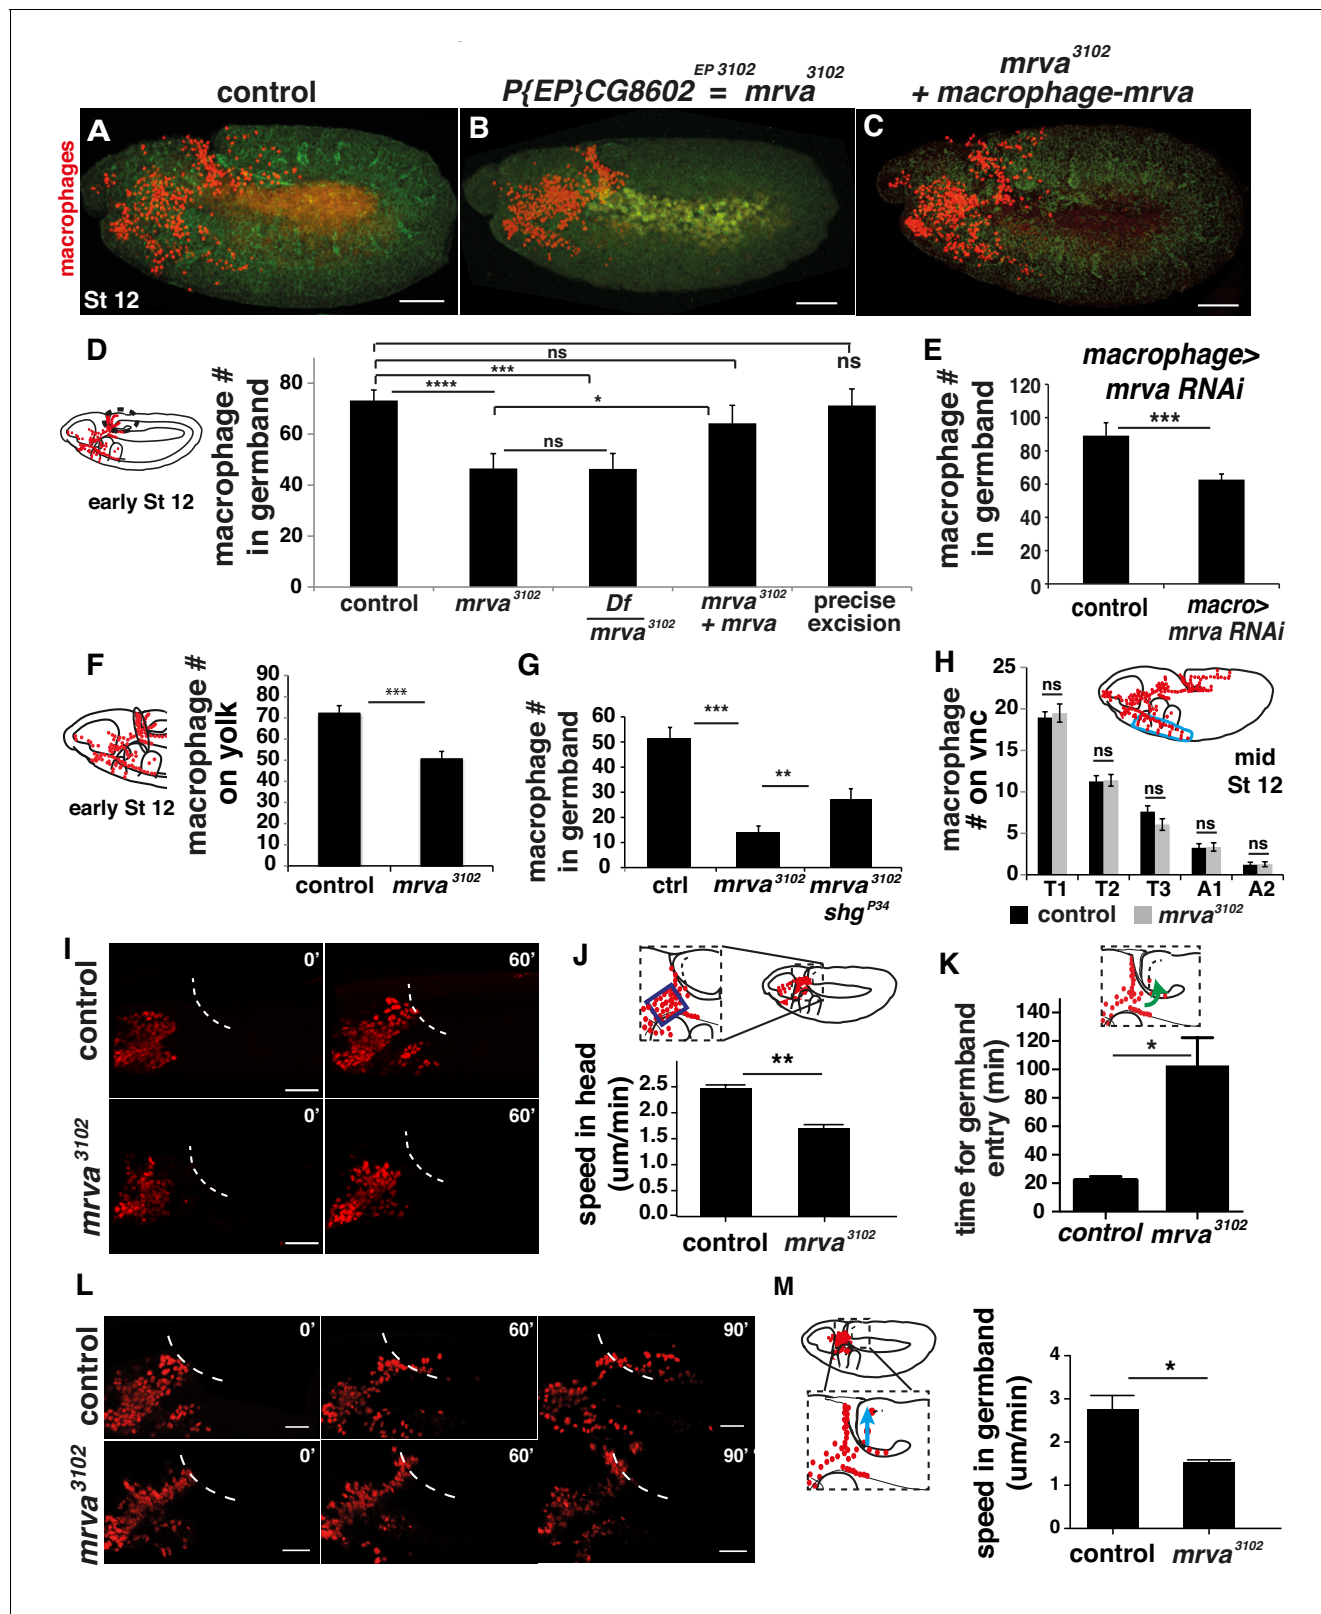 control
P{EP}CG8602 EP 3102 = mrva 3102
mrva 3102
+ macrophage-mrva
macrophages
A
St 12
B
C
D
early St 12
macrophage #
in germband
80
60
40
20
0
ns
ns
***
****
*
ns
control
mrva 3102
Df
mrva 3102
mrva 3102
+ mrva
precise
excision
E
macrophage>
mrva RNAi
macrophage #
in germband
120
100
80
60
40
20
0
***
control
macro>
mrva RNAi
F
early St 12
macrophage #
on yolk
90
80
70
60
50
40
30
20
10
0
***
control
mrva 3102
G
macrophage #
in germband
60
50
40
30
20
10
0
***
**
ctrl
mrva 3102
mrva 3102
shg P34
H
macrophage
# on vnc
25
20
15
10
5
0
ns
ns
ns
ns
ns
mid
St 12
T1
T2
T3
A1
A2
control
mrva 3102
I
control
0'
60'
mrva 3102
0'
60'
J
speed in head
(um/min)
2.5
2.0
1.5
1.0
0.5
0.0
**
control
mrva 3102
K
time for germband
entry (min)
140
120
100
80
60
40
20
0
*
control
mrva 3102
L
control
0'
60'
90'
mrva 3102
0'
60'
90'
M
speed in germband
(um/min)
4
3
2
1
0
*
control
mrva 3102